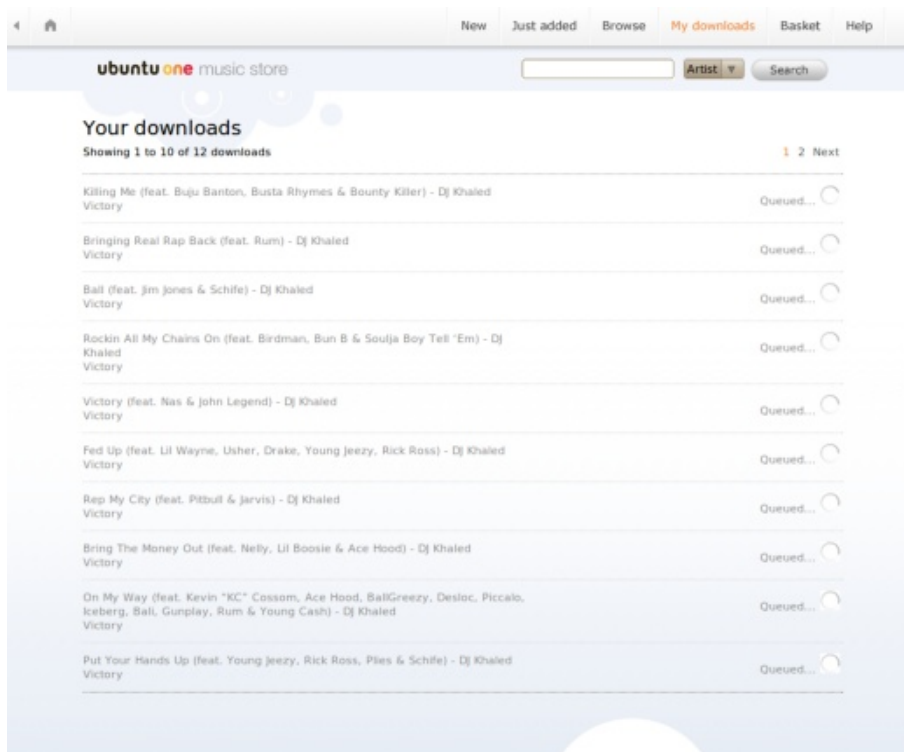 New Just added Browse My downloads Basket Help
ubuntu one music store
Artist Search
Your downloads
Showing 1 to 10 of 12 downloads
1 2 Next
Killing Me (feat. Buju Banton, Busta Rhymes & Bounty Killer) - DJ Khaled
Victory
Queued...
Bringing Real Rap Back (feat. Rum) - DJ Khaled
Victory
Queued...
Ball (feat. Jim Jones & Schife) - DJ Khaled
Victory
Queued...
Rockin All My Chains On (feat. Birdman, Bun B & Soulja Boy Tell 'Em) - DJ
Khaled
Victory
Queued...
Victory (feat. Nas & John Legend) - DJ Khaled
Victory
Queued...
Fed Up (feat. Lil Wayne, Usher, Drake, Young Jeezy, Rick Ross) - DJ Khaled
Victory
Queued...
Rep My City (feat. Pitbull & Jarvis) - DJ Khaled
Victory
Queued...
Bring The Money Out (feat. Nelly, Lil Boosie & Ace Hood) - DJ Khaled
Victory
Queued...
On My Way (feat. Kevin "KC" Cossom, Ace Hood, BallGreezy, Desloc, Piccalo,
Iceberg, Bali, Gunplay, Rum & Young Cash) - DJ Khaled
Victory
Queued...
Put Your Hands Up (feat. Young Jeezy, Rick Ross, Plies & Schife) - DJ Khaled
Victory
Queued...